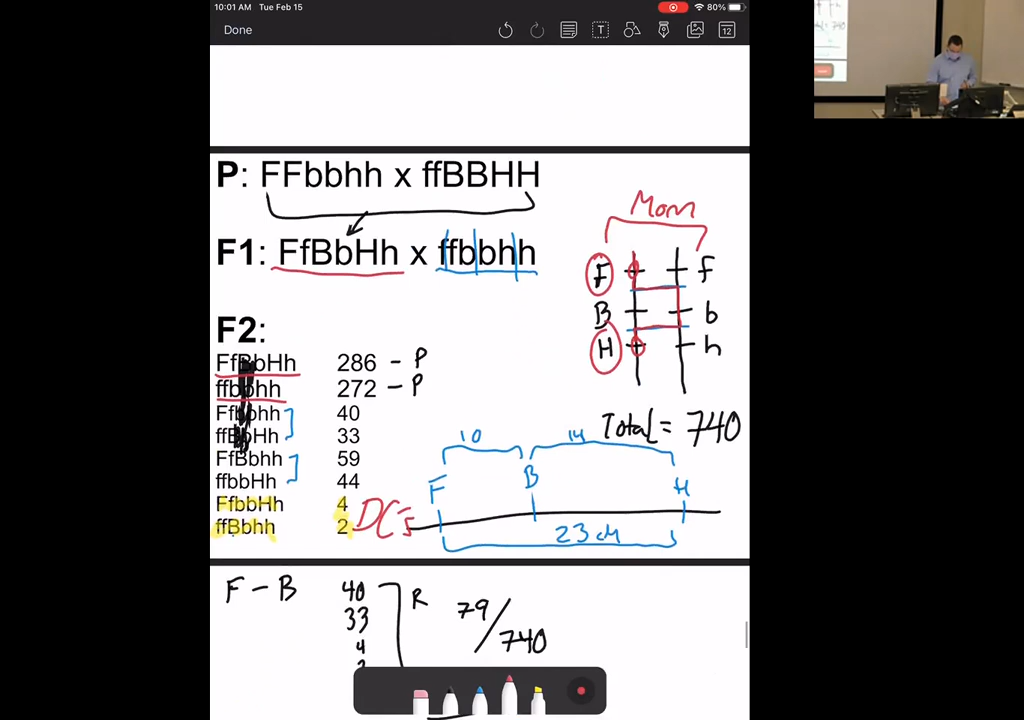 10:01 AM Tue Feb 15
80%
Done
T
12
P: FFbbhh x ffBBHH
Mom
F1: FfBbHh x ffbbhh
F f
B b
H h
F2:
FfBbHh 286 - P
ffbbhh 272 - P
Ffbbhh 40
ffBbHh 33
FfBbhh 59
ffbbHh 44
FfbbHh 4
ffBbhh 2
DC's
Total = 740
10 14
F B H
23 cM
F - B 40 R 79/740
33
4